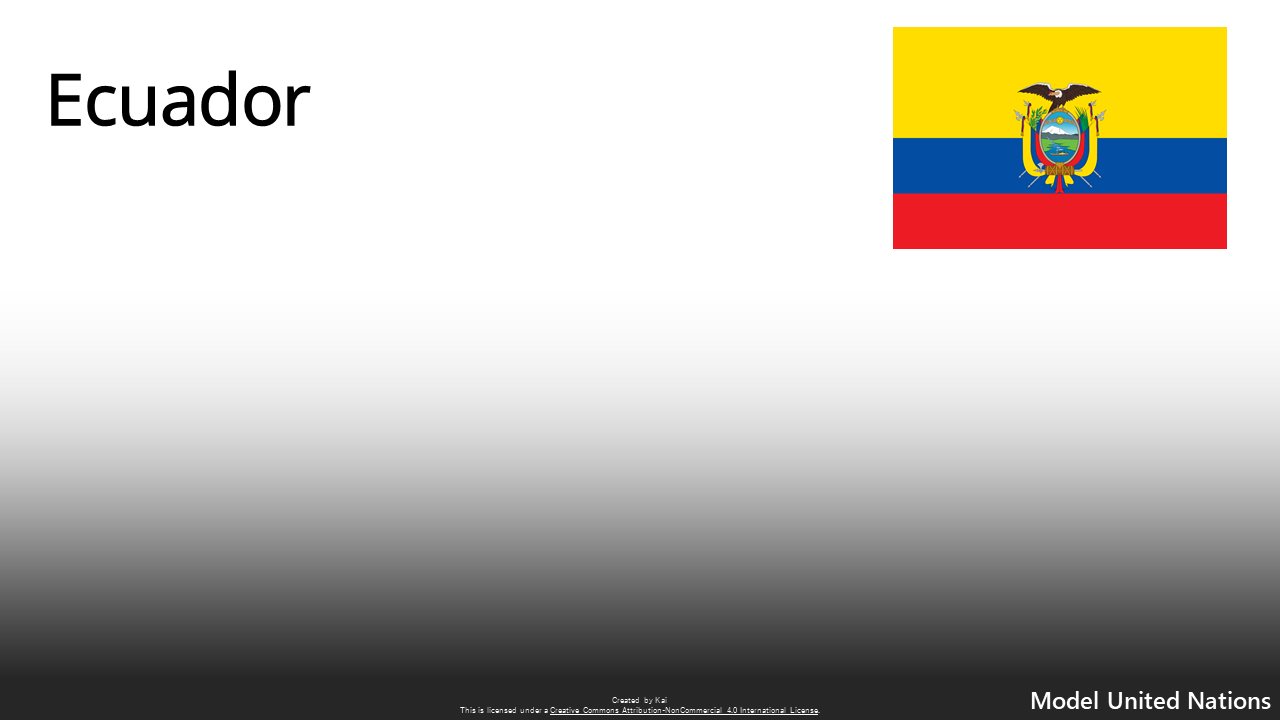 Ecuador
Created by Kai
This is licensed under a Creative Commons Attribution-NonCommercial 4.0 International License.
Model United Nations